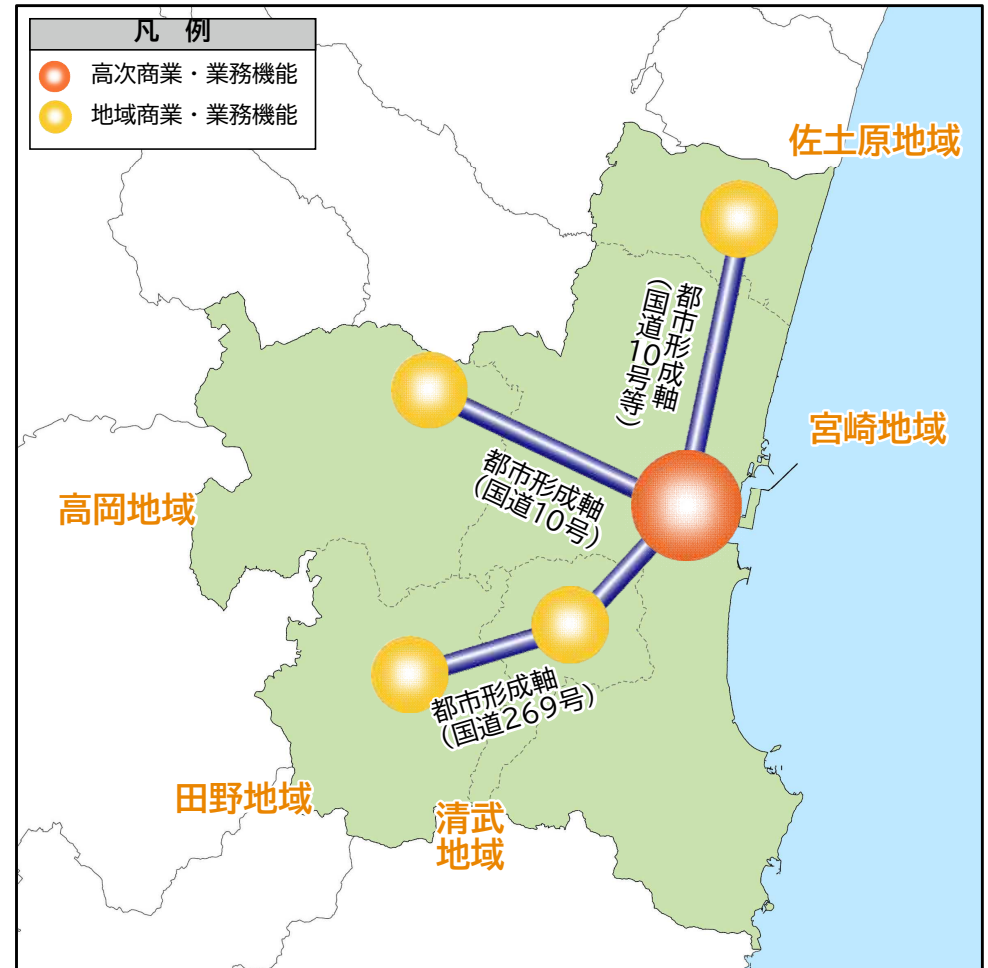 凡 例
高次商業・業務機能
地域商業・業務機能
佐土原地域
都市形成軸
(国道10号等)
宮崎地域
都市形成軸
(国道10号)
高岡地域
都市形成軸
(国道269号)
田野地域
清武
地域